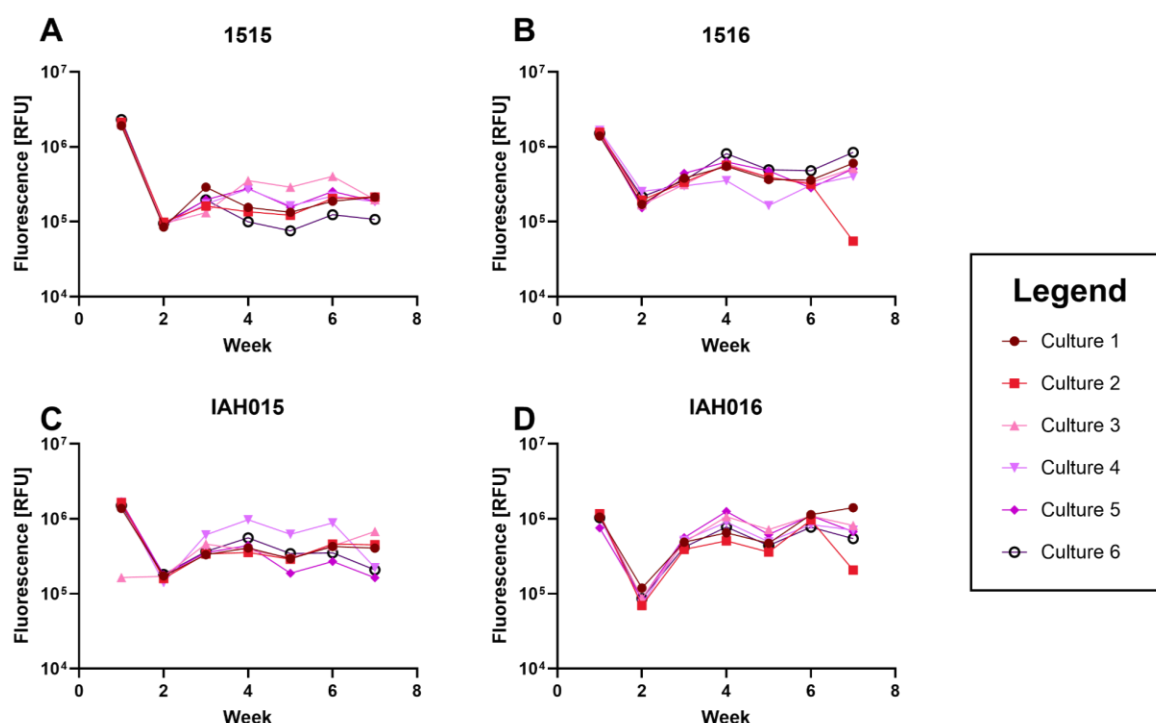 A
1515
Fluorescence [RFU]
10⁷
10⁶
10⁵
10⁴
0 2 4 6 8
Week
B
1516
Fluorescence [RFU]
10⁷
10⁶
10⁵
10⁴
0 2 4 6 8
Week
C
IAH015
Fluorescence [RFU]
10⁷
10⁶
10⁵
10⁴
0 2 4 6 8
Week
D
IAH016
Fluorescence [RFU]
10⁷
10⁶
10⁵
10⁴
0 2 4 6 8
Week
Legend
Culture 1
Culture 2
Culture 3
Culture 4
Culture 5
Culture 6